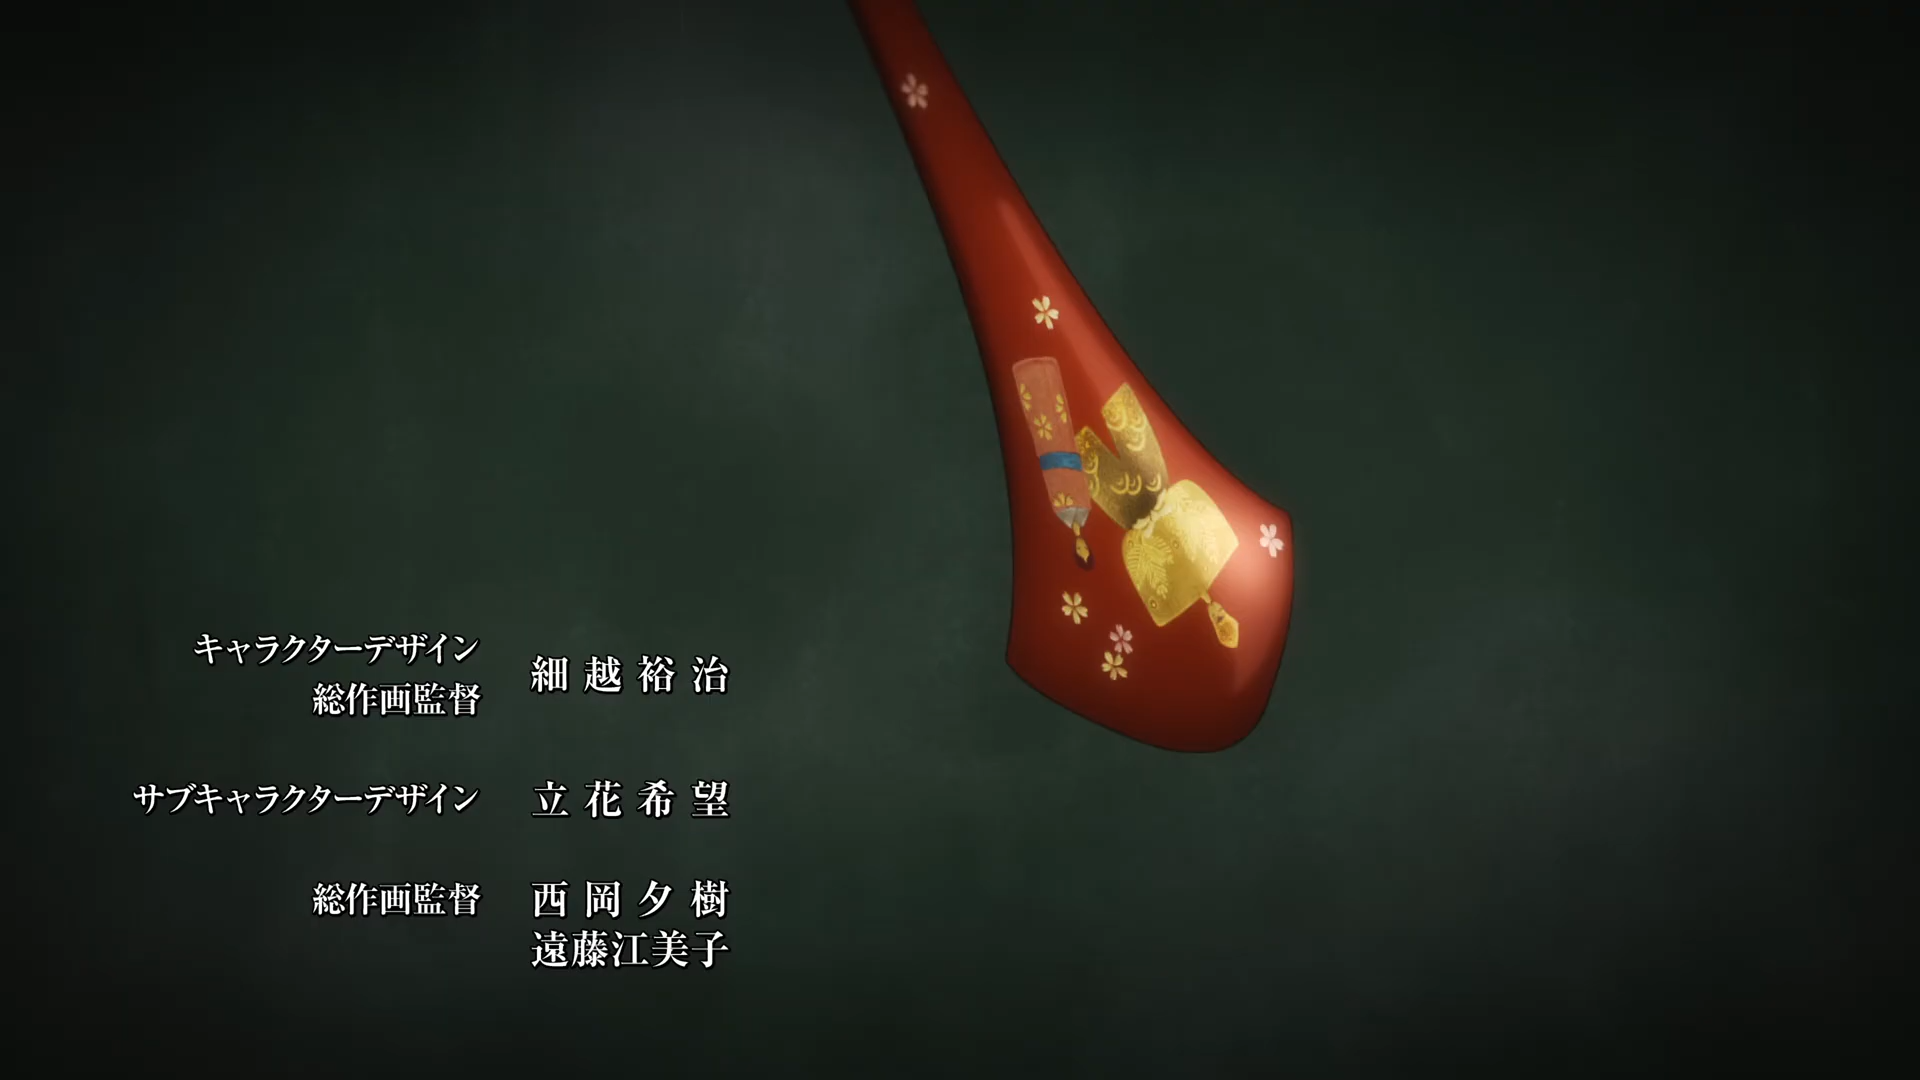 キャラクターデザイン
総作画監督
細越裕治
サブキャラクターデザイン 立花希望
総作画監督 西岡夕樹
遠藤江美子